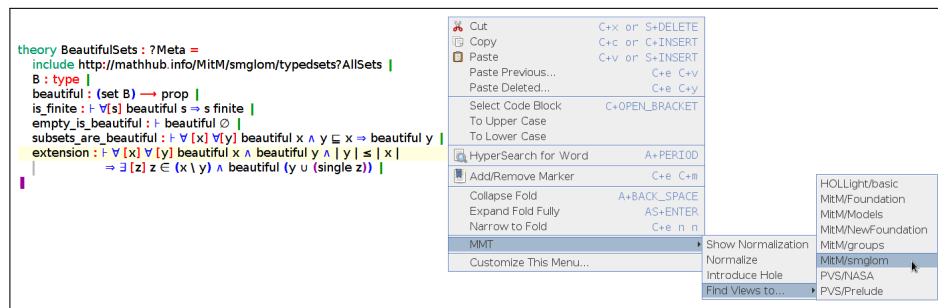 theory BeautifulSets : ?Meta =
include http://mathhub.info/MitM/smglom/typedsets?AllSets |
B : type |
beautiful : (set B) ⟶ prop |
is_finite : ⊦ ∀[s] beautiful s ⇒ s finite |
empty_is_beautiful : ⊦ beautiful ∅ |
subsets_are_beautiful : ⊦ ∀ [x] ∀[y] beautiful x ∧ y ⊑ x ⇒ beautiful y |
extension : ⊦ ∀ [x] ∀ [y] beautiful x ∧ beautiful y ∧ | y | ≤ | x |
⇒ ∃ [z] z ∈ (x \ y) ∧ beautiful (y ∪ (single z)) |
Cut C+x or S+DELETE
Copy C+c or C+INSERT
Paste C+v or S+INSERT
Paste Previous... C+e C+v
Paste Deleted... C+e C+y
Select Code Block C+OPEN_BRACKET
To Upper Case
To Lower Case
HyperSearch for Word A+PERIOD
Add/Remove Marker C+e C+m
Collapse Fold A+BACK_SPACE
Expand Fold Fully AS+ENTER
Narrow to Fold C+e n n
MMT
Customize This Menu...
Show Normalization
Normalize
Introduce Hole
Find Views to...
HOLLight/basic
MitM/Foundation
MitM/Models
MitM/NewFoundation
MitM/groups
MitM/smglom
PVS/NASA
PVS/Prelude